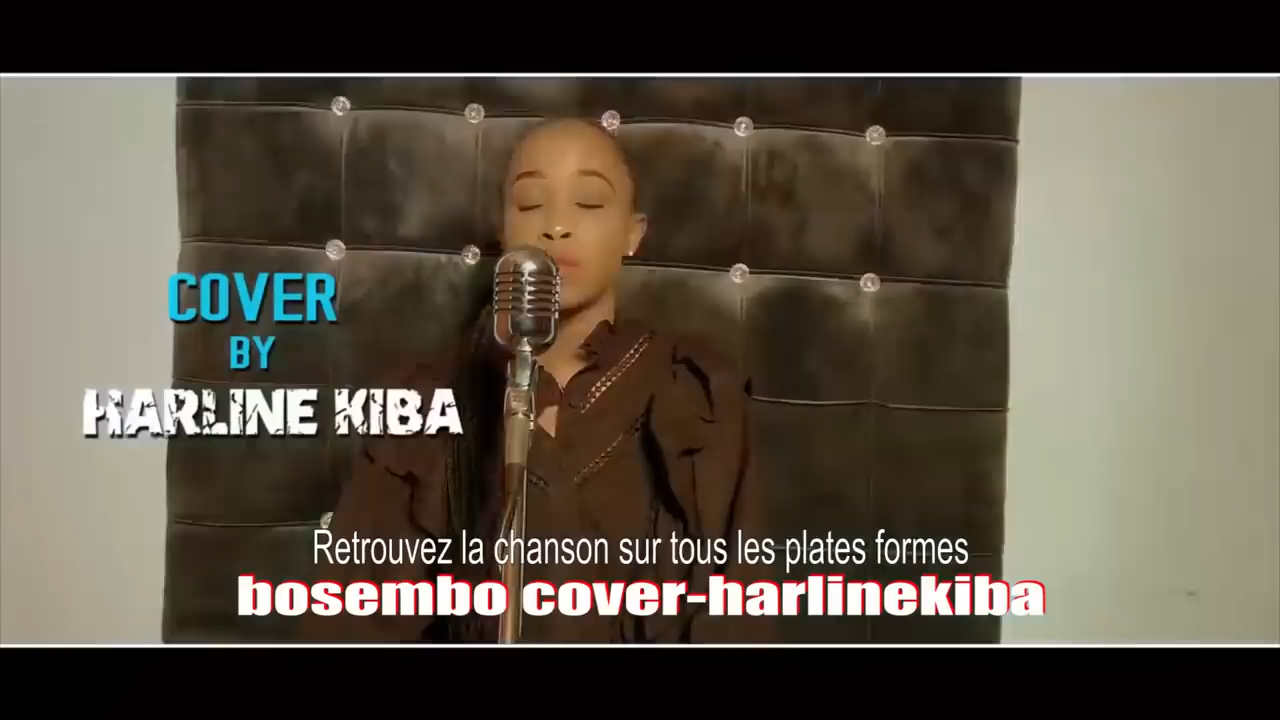 COVER
BY
HARLINE KIBA
Retrouvez la chanson sur tous les plates formes
bosembo cover-harlinekiba